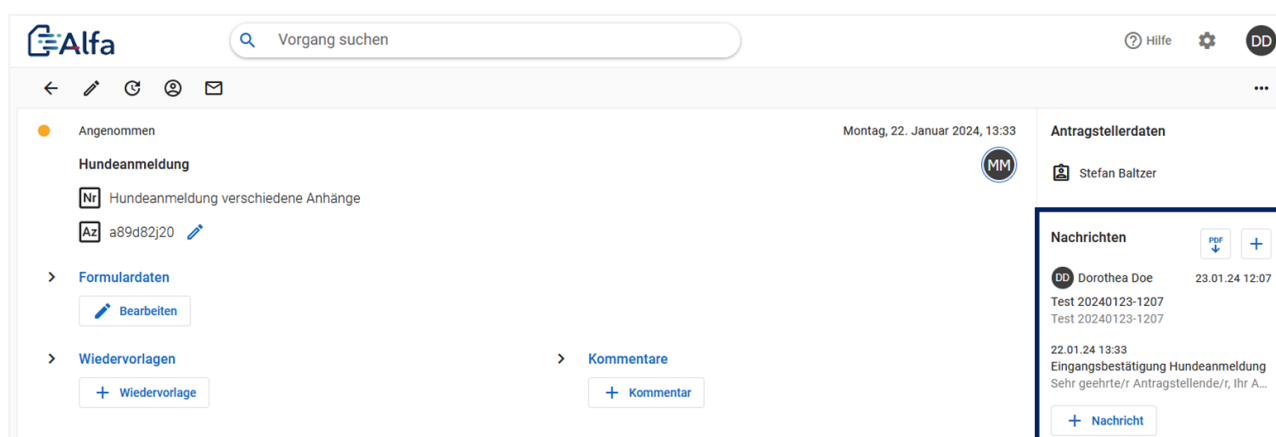 Alfa
Vorgang suchen
Hilfe
DD
Angenommen
Montag, 22. Januar 2024, 13:33
Hundeanmeldung
MM
Nr Hundeanmeldung verschiedene Anhänge
Az a89d82j20
Formulardaten
Bearbeiten
Wiedervorlagen
+ Wiedervorlage
Kommentare
+ Kommentar
Antragstellerdaten
Stefan Baltzer
Nachrichten
PDF
+
DD Dorothea Doe 23.01.24 12:07
Test 20240123-1207
Test 20240123-1207
22.01.24 13:33
Eingangsbestätigung Hundeanmeldung
Sehr geehrte/r Antragstellende/r, Ihr A...
+ Nachricht